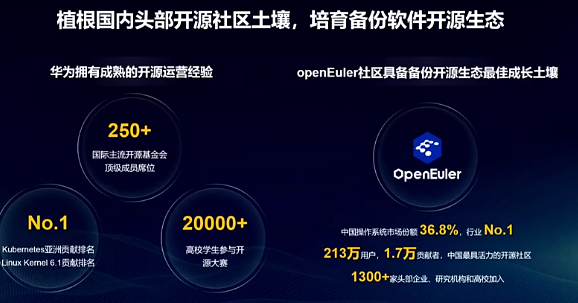 植根国内头部开源社区土壤，培育备份软件开源生态
华为拥有成熟的开源运营经验
250+
国际主流开源基金会
顶级成员席位
No.1
Kubernetes亚洲贡献排名
Linux Kernel 6.1贡献排名
20000+
高校学生参与开
源大赛
openEuler社区具备备份开源生态最佳成长土壤
OpenEuler
中国操作系统市场份额 36.8%，行业 No.1
213万用户，1.7万贡献者，中国最具活力的开源社区
1300+家头部企业、研究机构和高校加入